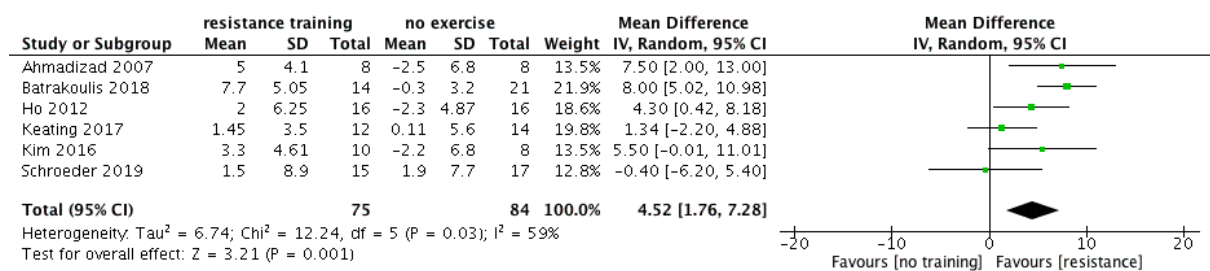 resistance training no exercise Mean Difference Mean Difference
Study or Subgroup Mean SD Total Mean SD Total Weight IV, Random, 95% CI IV, Random, 95% CI
Ahmadizad 2007 5 4.1 8 -2.5 6.8 8 13.5% 7.50 [2.00, 13.00]
Batrakoulis 2018 7.7 5.05 14 -0.3 3.2 21 21.9% 8.00 [5.02, 10.98]
Ho 2012 2 6.25 16 -2.3 4.87 16 18.6% 4.30 [0.42, 8.18]
Keating 2017 1.45 3.5 12 0.11 5.6 14 19.8% 1.34 [-2.20, 4.88]
Kim 2016 3.3 4.61 10 -2.2 6.8 8 13.5% 5.50 [-0.01, 11.01]
Schroeder 2019 1.5 8.9 15 1.9 7.7 17 12.8% -0.40 [-6.20, 5.40]
Total (95% CI) 75 84 100.0% 4.52 [1.76, 7.28]
Heterogeneity: Tau² = 6.74; Chi² = 12.24, df = 5 (P = 0.03); I² = 59%
Test for overall effect: Z = 3.21 (P = 0.001)
-20 -10 0 10 20
Favours [no training] Favours [resistance]